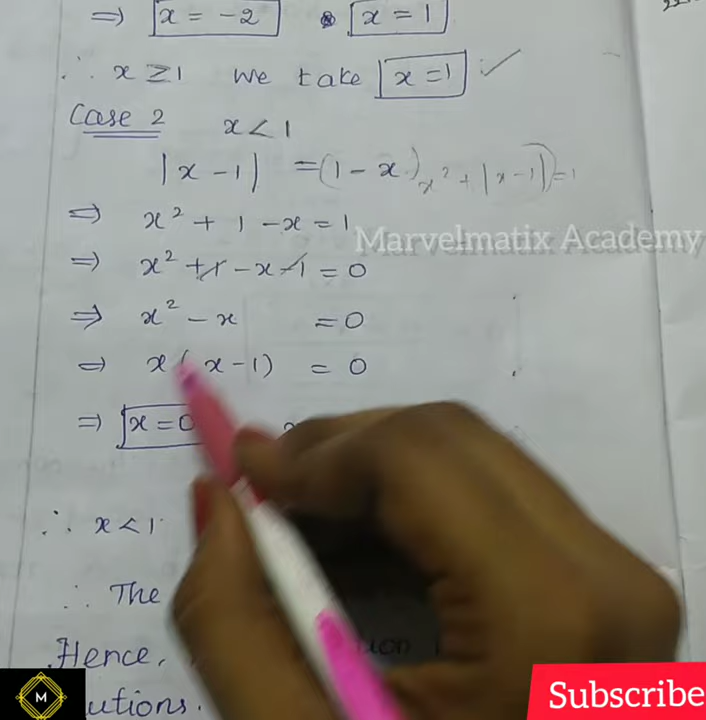 ⇒ x = -2 x = 1
∴ x ≥ 1 we take x = 1 ✓
Case 2 x < 1
|x - 1| = (1 - x) x² + |x - 1| = 1
⇒ x² + 1 - x = 1
Marvelmatix Academy
⇒ x² + 1 - x - 1 = 0
⇒ x² - x = 0
⇒ x(x - 1) = 0
⇒ x = 0
∴ x < 1
∴ The
Hence,
utions.
M
Subscribe